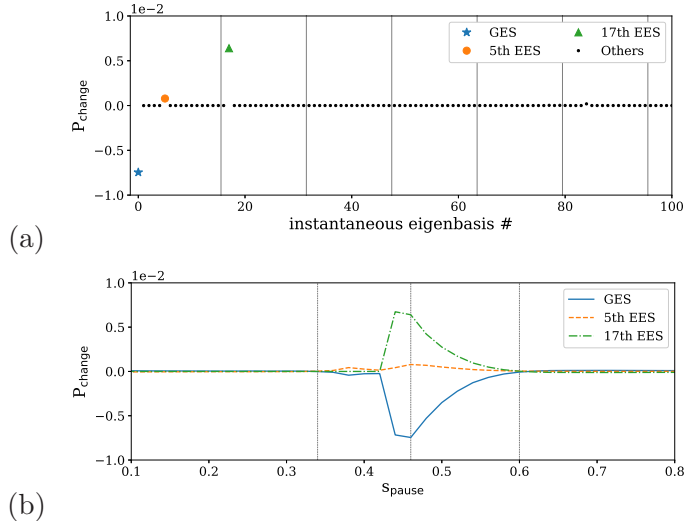 1e−2
GES
5th EES
17th EES
Others
1.0
0.5
0.0
−0.5
−1.0
P_change
0 20 40 60 80 100
instantaneous eigenbasis #
(a)
1e−2
GES
5th EES
17th EES
1.0
0.5
0.0
−0.5
−1.0
P_change
0.1 0.2 0.3 0.4 0.5 0.6 0.7 0.8
s_pause
(b)